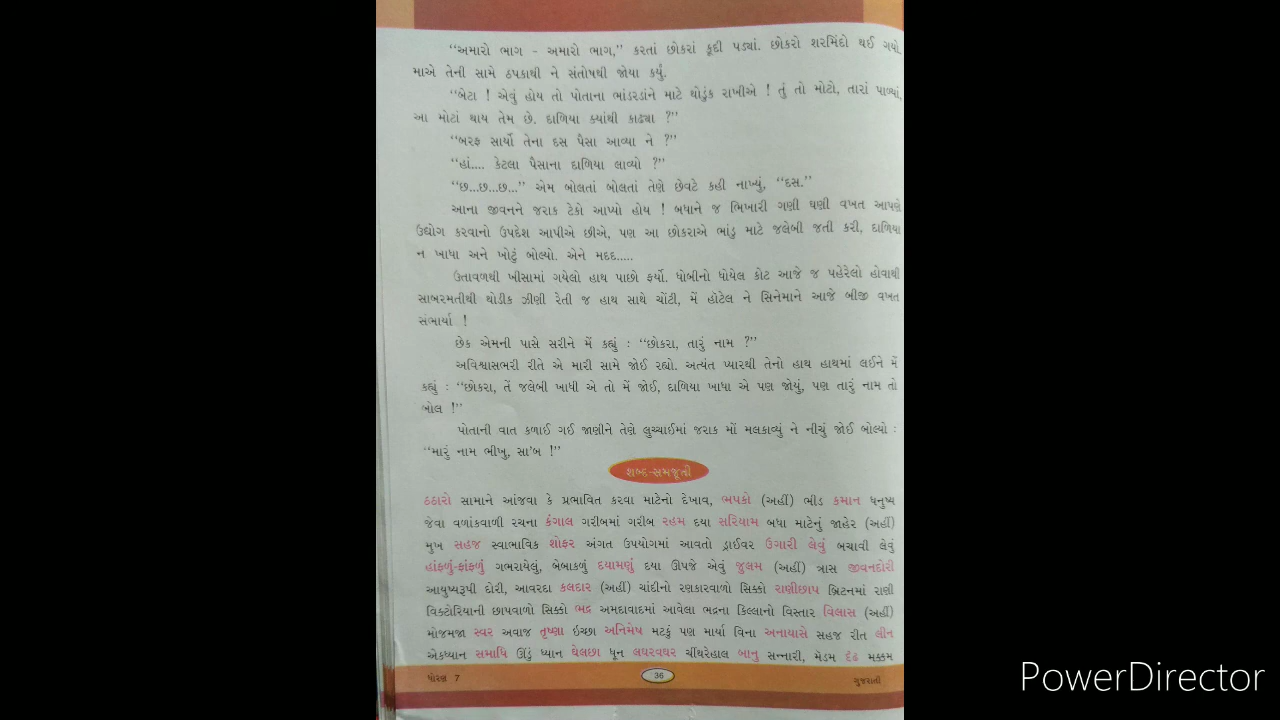 “અમારો ભાગ - અમારો ભાગ,” કરતાં છોકરાં કૂદી પડ્યાં. છોકરો શરમિંદો થઈ ગયો.
માએ તેની સામે ઠપકાથી ને સંતોષથી જોયા કર્યું.
“બેટા ! એવું હોય તો પોતાના ભાંડરડાંને માટે થોડુંક રાખીએ ! તું તો મોટો, તારાં પાળ્યાં,
આ મોટાં થાય તેમ છે. દાળિયા ક્યાંથી કાઢ્યા ?”
“બરફ સાર્યો તેના દસ પૈસા આવ્યા ને ?”
“હાં.... કેટલા પૈસાના દાળિયા લાવ્યો ?”
“છ...છ...છ...” એમ બોલતાં બોલતાં તેણે છેવટે કહી નાખ્યું, “દસ.”
આના જીવનને જરાક ટેકો આપ્યો હોય ! બધાને જ ભિખારી ગણી ઘણી વખત આપણે
ઉદ્યોગ કરવાનો ઉપદેશ આપીએ છીએ, પણ આ છોકરાએ ભાંડુ માટે જલેબી જતી કરી, દાળિયા
ન ખાધા અને ખોટું બોલ્યો. એને મદદ.....
ઉતાવળથી ખીસામાં ગયેલો હાથ પાછો ફર્યો. ધોબીનો ધોયેલ કોટ આજે જ પહેરેલો હોવાથી
સાબરમતીથી થોડીક ઝીણી રેતી જ હાથ સાથે ચોંટી, મેં હૉટેલ ને સિનેમાને આજે બીજી વખત
સંભાર્યા !
છેક એમની પાસે સરીને મેં કહ્યું : “છોકરા, તારું નામ ?”
અવિશ્વાસભરી રીતે એ મારી સામે જોઈ રહ્યો. અત્યંત પ્યારથી તેનો હાથ હાથમાં લઈને મેં
કહ્યું : “છોકરા, તેં જલેબી ખાધી એ તો મેં જોઈ, દાળિયા ખાધા એ પણ જોયું, પણ તારું નામ તો
બોલ !”
પોતાની વાત કળાઈ ગઈ જાણીને તેણે લુચ્ચાઈમાં જરાક મોં મલકાવ્યું ને નીચું જોઈ બોલ્યો :
“મારું નામ ભીખુ, સા'બ !”
શબ્દ-સમજૂતી
ઠઠારો સામાને આંજવા કે પ્રભાવિત કરવા માટેનો દેખાવ, ભપકો (અહીં) ભીડ કમાન ધનુષ્ય
જેવા વળાંકવાળી રચના કંગાલ ગરીબમાં ગરીબ રહમ દયા સરિયામ બધા માટેનું જાહેર (અહીં)
મુખ સહજ સ્વાભાવિક શોફર અંગત ઉપયોગમાં આવતો ડ્રાઈવર ઉગારી લેવું બચાવી લેવું
હાંફળું-ફાંફળું ગભરાયેલું, બેબાકળું દયામણું દયા ઊપજે એવું જુલમ (અહીં) ત્રાસ જીવનદોરી
આયુષ્યરૂપી દોરી, આવરદા કલદાર (અહીં) ચાંદીનો રણકારવાળો સિક્કો રાણીછાપ બ્રિટનમાં રાણી
વિક્ટોરિયાની છાપવાળો સિક્કો ભદ્ર અમદાવાદમાં આવેલા ભદ્રના કિલ્લાનો વિસ્તાર વિલાસ (અહીં)
મોજમજા સ્વર અવાજ તૃષ્ણા ઇચ્છા અનિમેષ મટકું પણ માર્યા વિના અનાયાસે સહજ રીત લીન
એકધ્યાન સમાધિ ઊંડું ધ્યાન ઘેલછા ધૂન લઘરવઘર ચીંથરેહાલ બાનુ સન્નારી, મૅડમ દૃઢ મક્કમ
ધોરણ 7
36
ગુજરાતી
PowerDirector